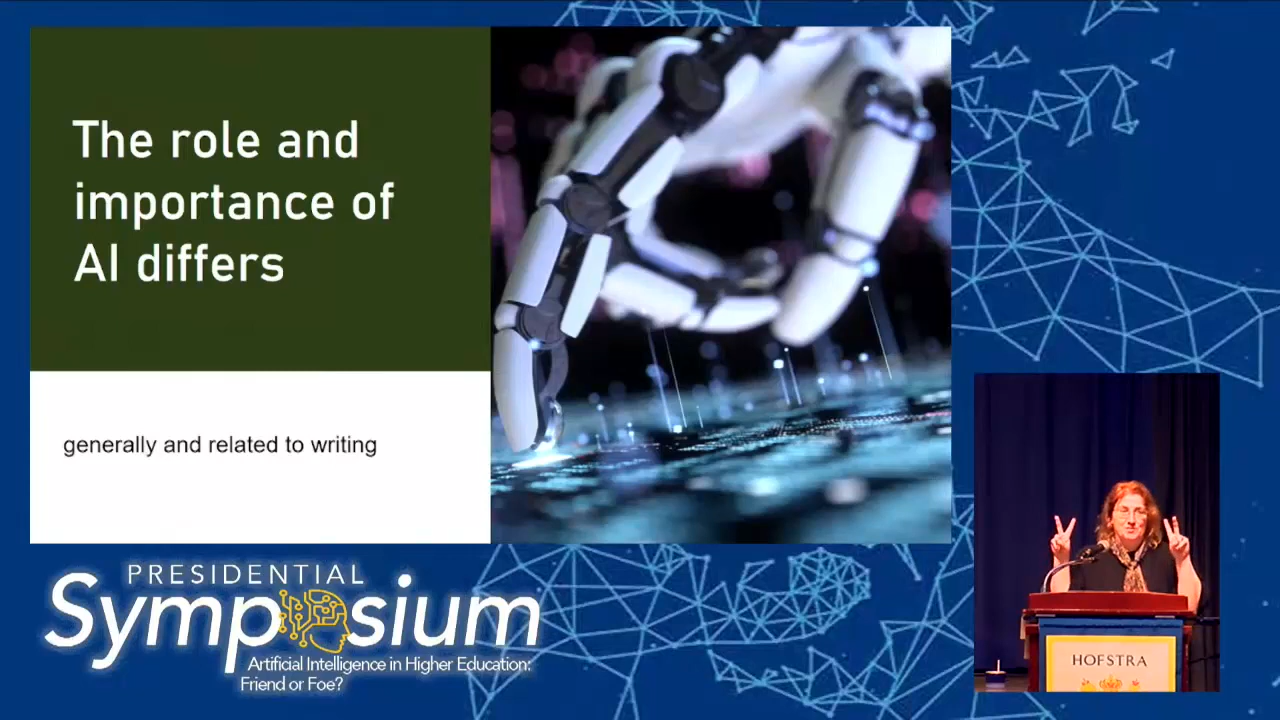 The role and
importance of
AI differs
generally and related to writing
PRESIDENTIAL
Symposium
Artificial Intelligence in Higher Education:
Friend or Foe?
HOFSTRA